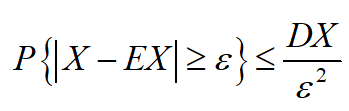 P{|X − EX| ≥ ε} ≤ DX/ε²